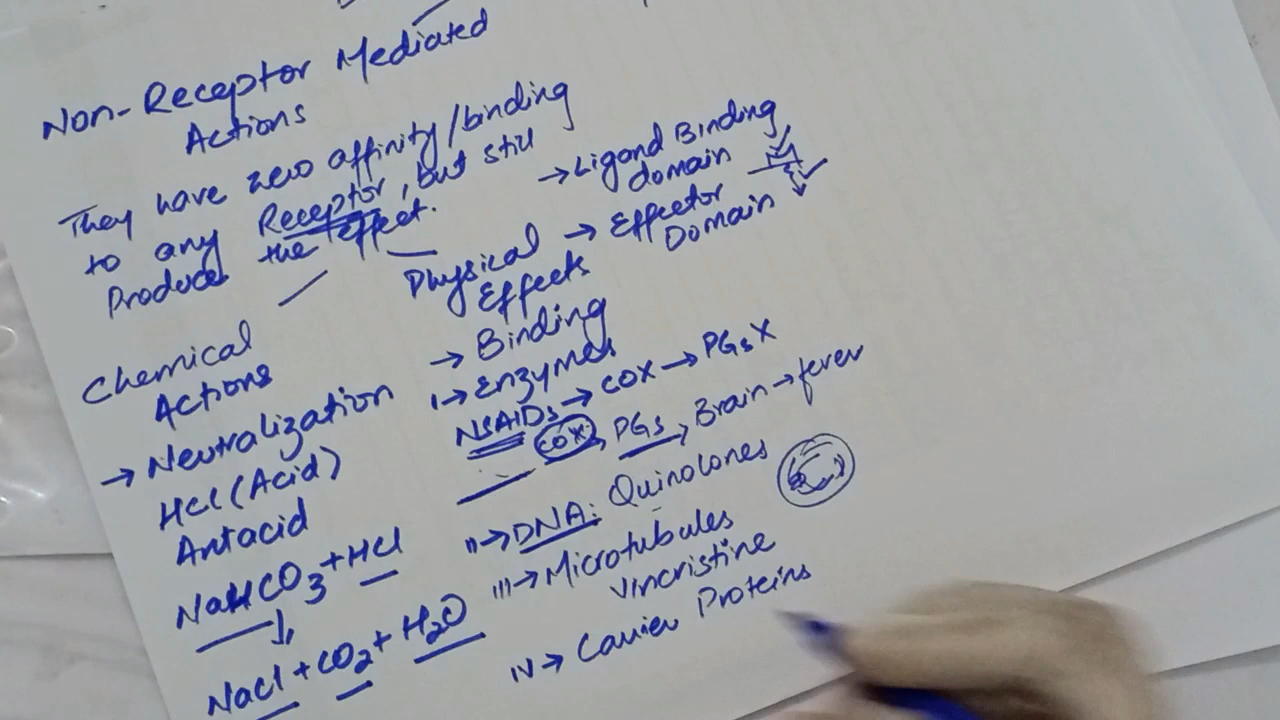 Non-Receptor Mediated
Actions
They have zero affinity/binding
to any Receptor, but still
Produces the effect.
→ Ligand Binding
domain
Physical → Effector
Effects Domain
Chemical
Actions
→ Neutralization
HCl (Acid)
Antacid
NaHCO3 + HCl
↓
NaCl + CO2 + H2O
→ Binding
I → Enzymes
NSAIDs → COX → PGs X
COX, PGs, Brain → fever
II → DNA: Quinolones
III → Microtubules
Vincristine
IV → Carrier Proteins